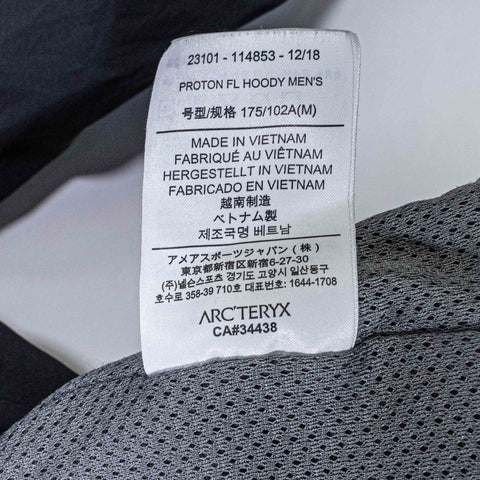 23101 - 114853 - 12/18
PROTON FL HOODY MEN'S
号型/规格 175/102A(M)
MADE IN VIETNAM
FABRIQUÉ AU VIÊTNAM
HERGESTELLT IN VIETNAM
FABRICADO EN VIETNAM
越南制造
ベトナム製
제조국명 베트남
アメアスポーツジャパン(株)
東京都新宿区新宿6-27-30
(주)넬슨스포츠 경기도 고양시 일산동구
호수로 358-39 710호 대표번호: 1644-1708
ARC'TERYX
CA#34438